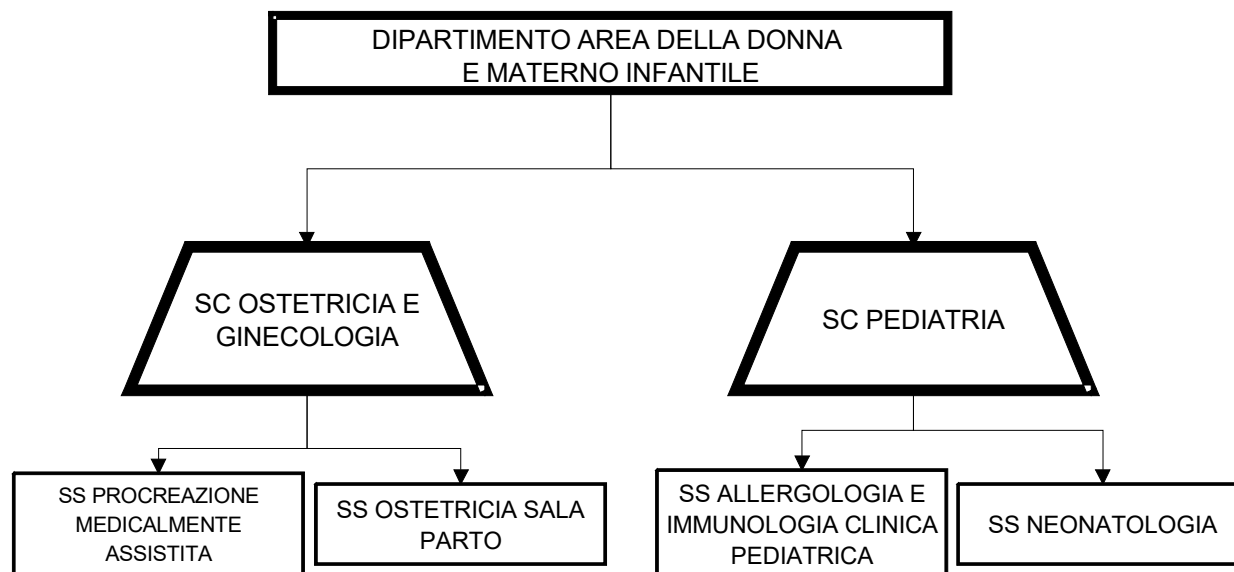 DIPARTIMENTO AREA DELLA DONNA
E MATERNO INFANTILE
SC OSTETRICIA E
GINECOLOGIA
SC PEDIATRIA
SS PROCREAZIONE
MEDICALMENTE
ASSISTITA
SS OSTETRICIA SALA
PARTO
SS ALLERGOLOGIA E
IMMUNOLOGIA CLINICA
PEDIATRICA
SS NEONATOLOGIA